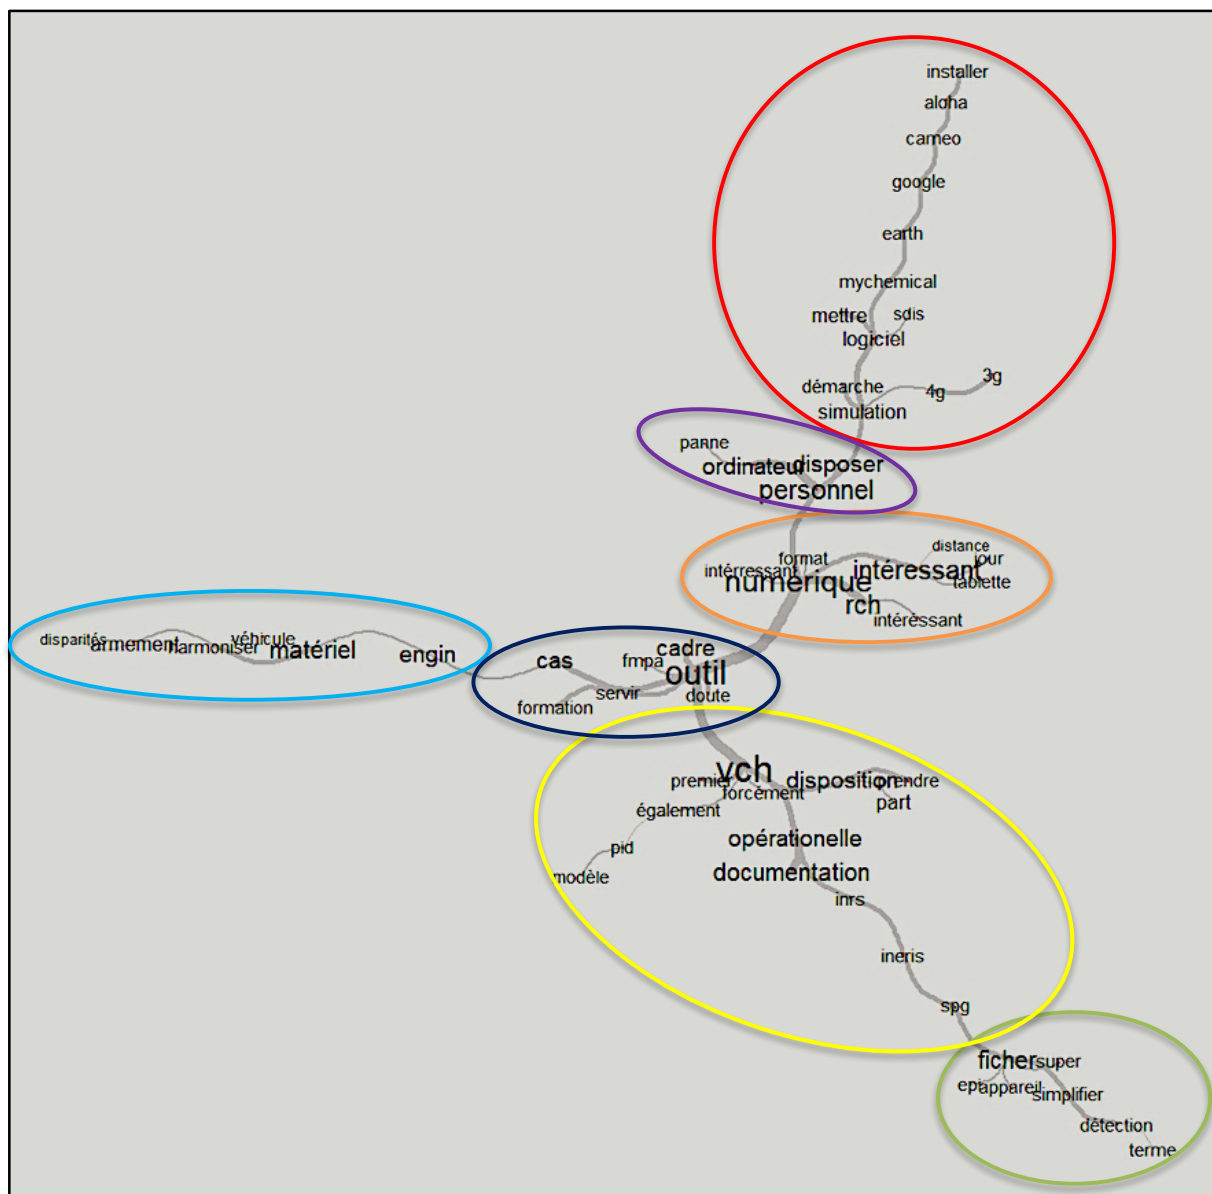 installer
aloha
cameo
google
earth
mychemical
mettre
sdis
logiciel
démarche
4g
3g
simulation
panne
ordinateur
disposer
personnel
distance
format
jour
intérressant
intéressant
numérique
tablette
rch
intéressant
disparités
armement
harmoniser
véhicule
matériel
engin
cas
fmpa
cadre
outil
servir
doute
formation
vch
premier
forcément
disposition
prendre
part
également
opérationelle
pid
documentation
modèle
inrs
ineris
spg
ficher
super
epi
appareil
simplifier
détection
terme